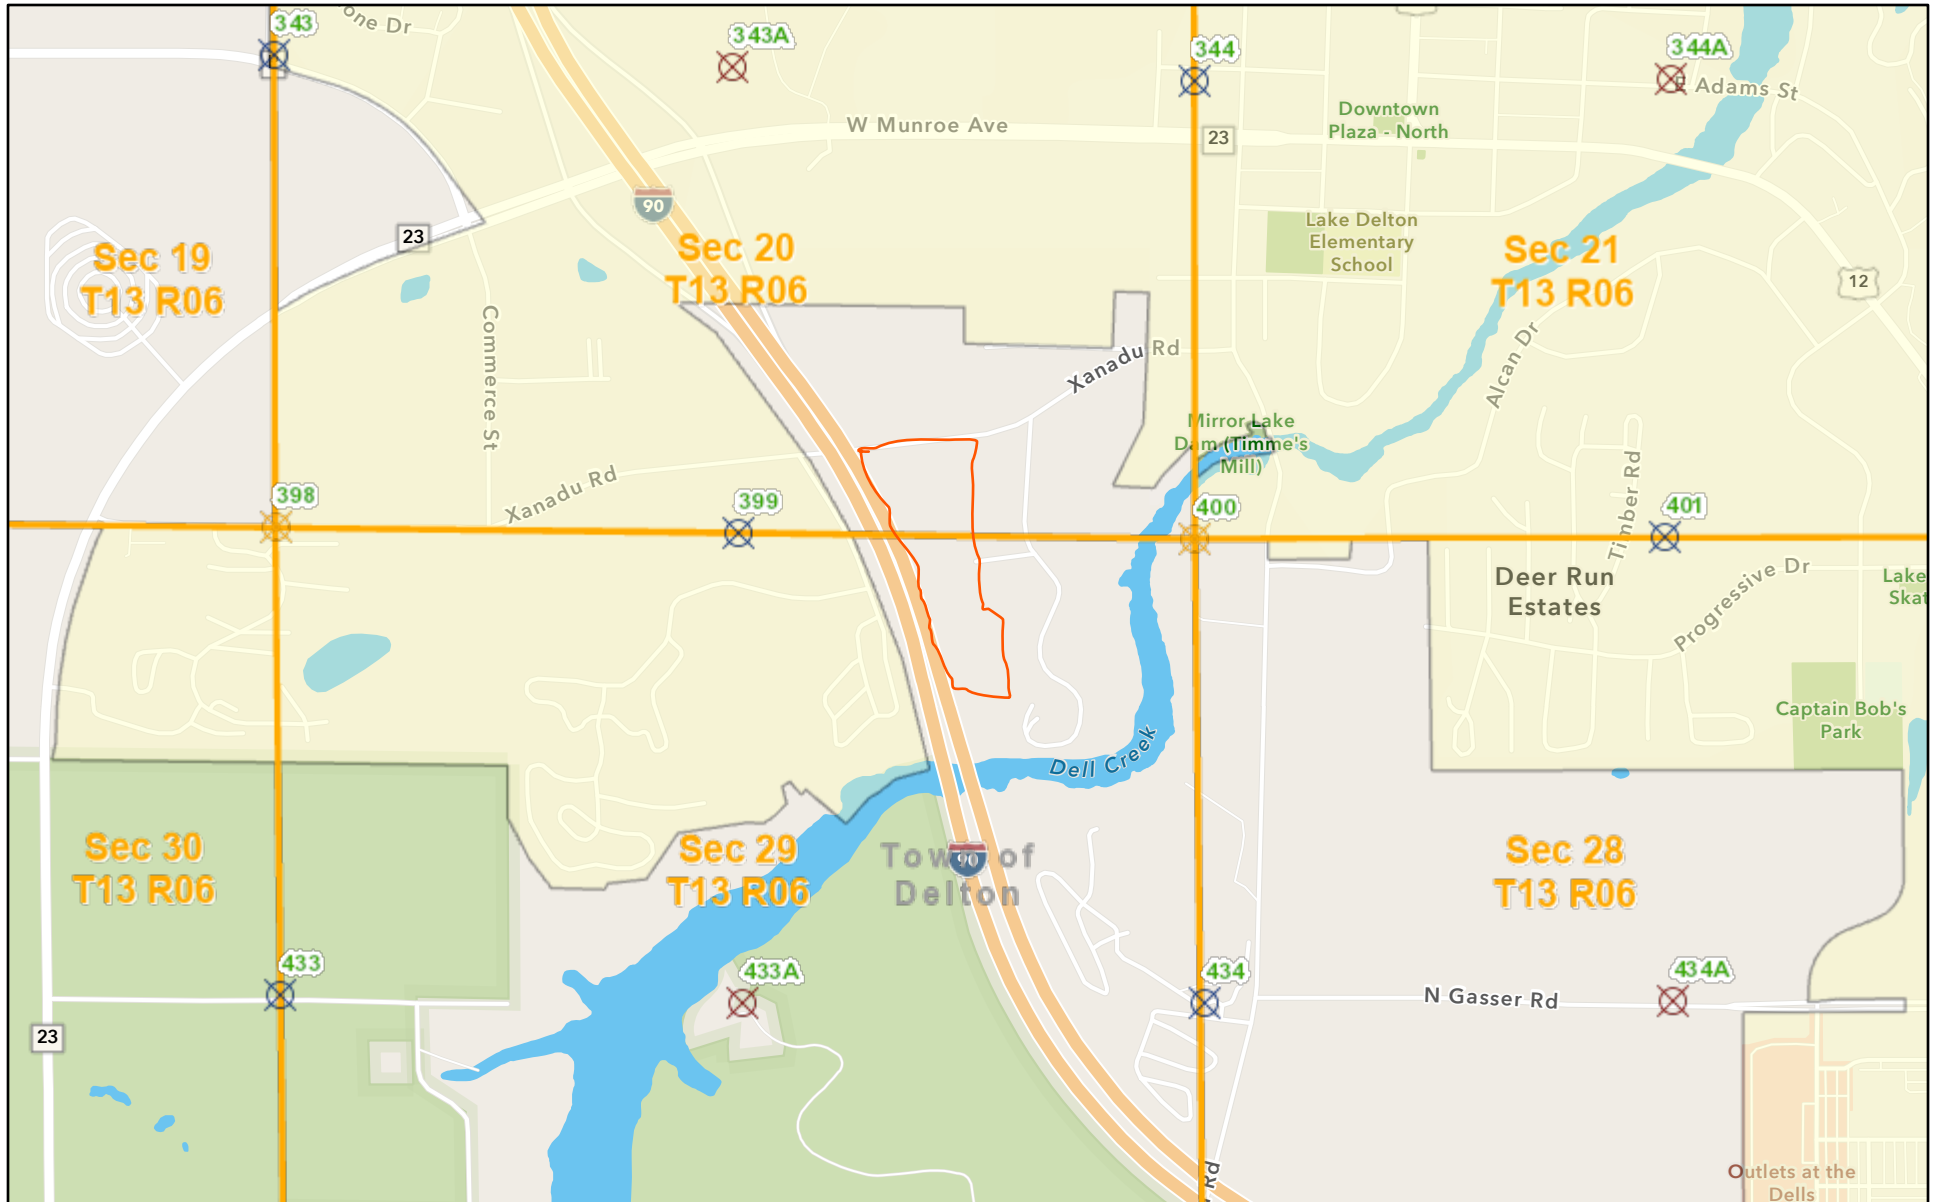 343
one Dr
343A
344
344A
E Adams St
W Munroe Ave
23
Downtown
Plaza - North
90
23
Sec 19
T13 R06
Sec 20
T13 R06
Lake Delton
Elementary
School
Sec 21
T13 R06
12
Commerce St
Xanadu Rd
Alcan Dr
Mirror Lake
Dam (Timme's
Mill)
Xanadu Rd
398
399
400
401
Timber Rd
Deer Run
Estates
Progressive Dr
Lake
Skat
Captain Bob's
Park
Dell Creek
Sec 30
T13 R06
Sec 29
T13 R06
Town of
Delton
90
Sec 28
T13 R06
433
433A
434
434A
N Gasser Rd
23
Rd
Outlets at the
Dells